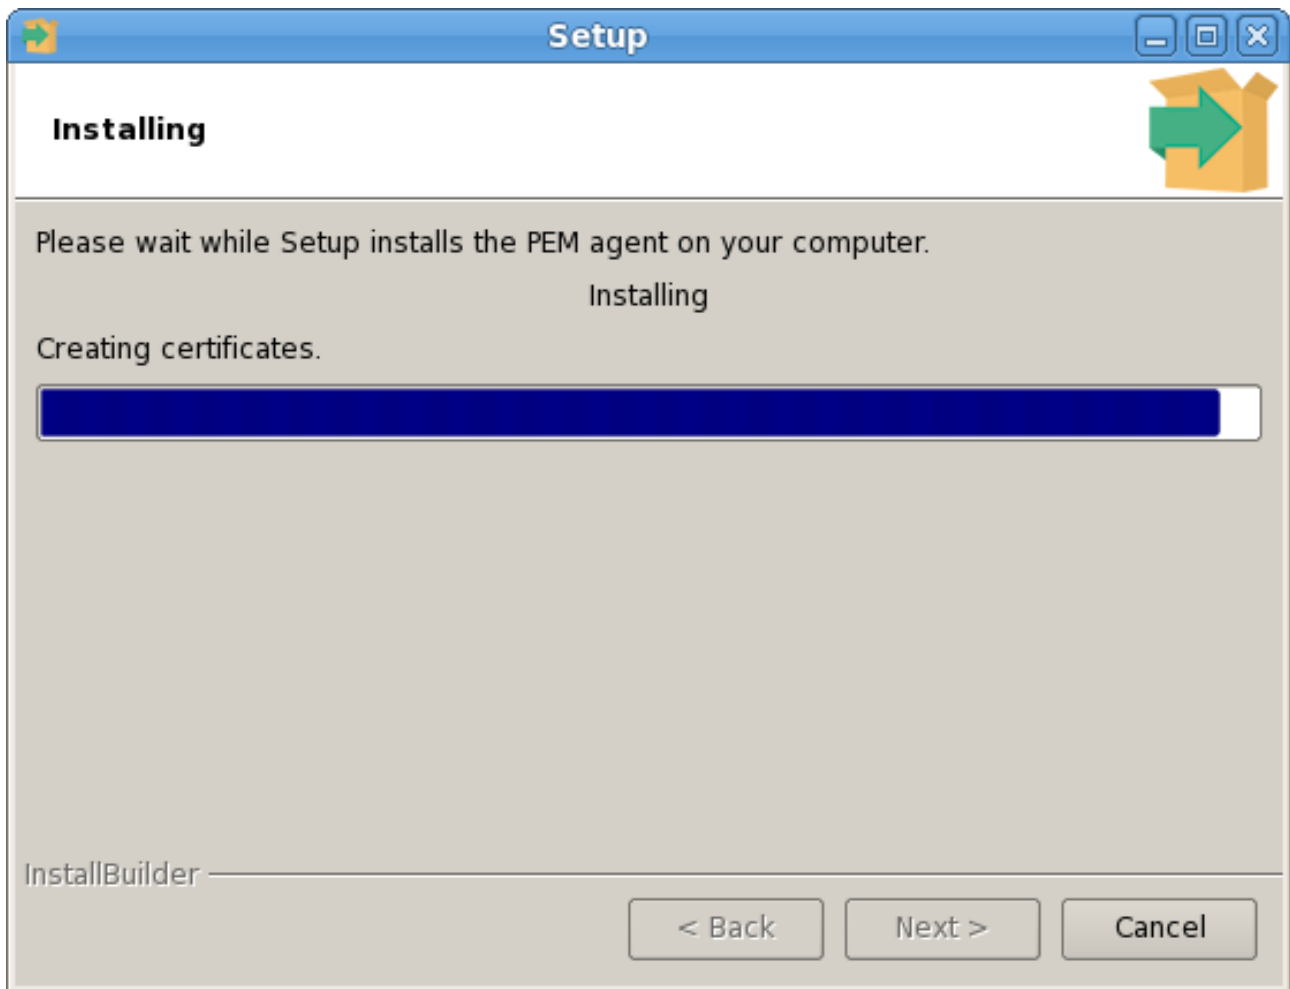 Setup
Installing
Please wait while Setup installs the PEM agent on your computer.
Installing
Creating certificates.
InstallBuilder
< Back Next > Cancel